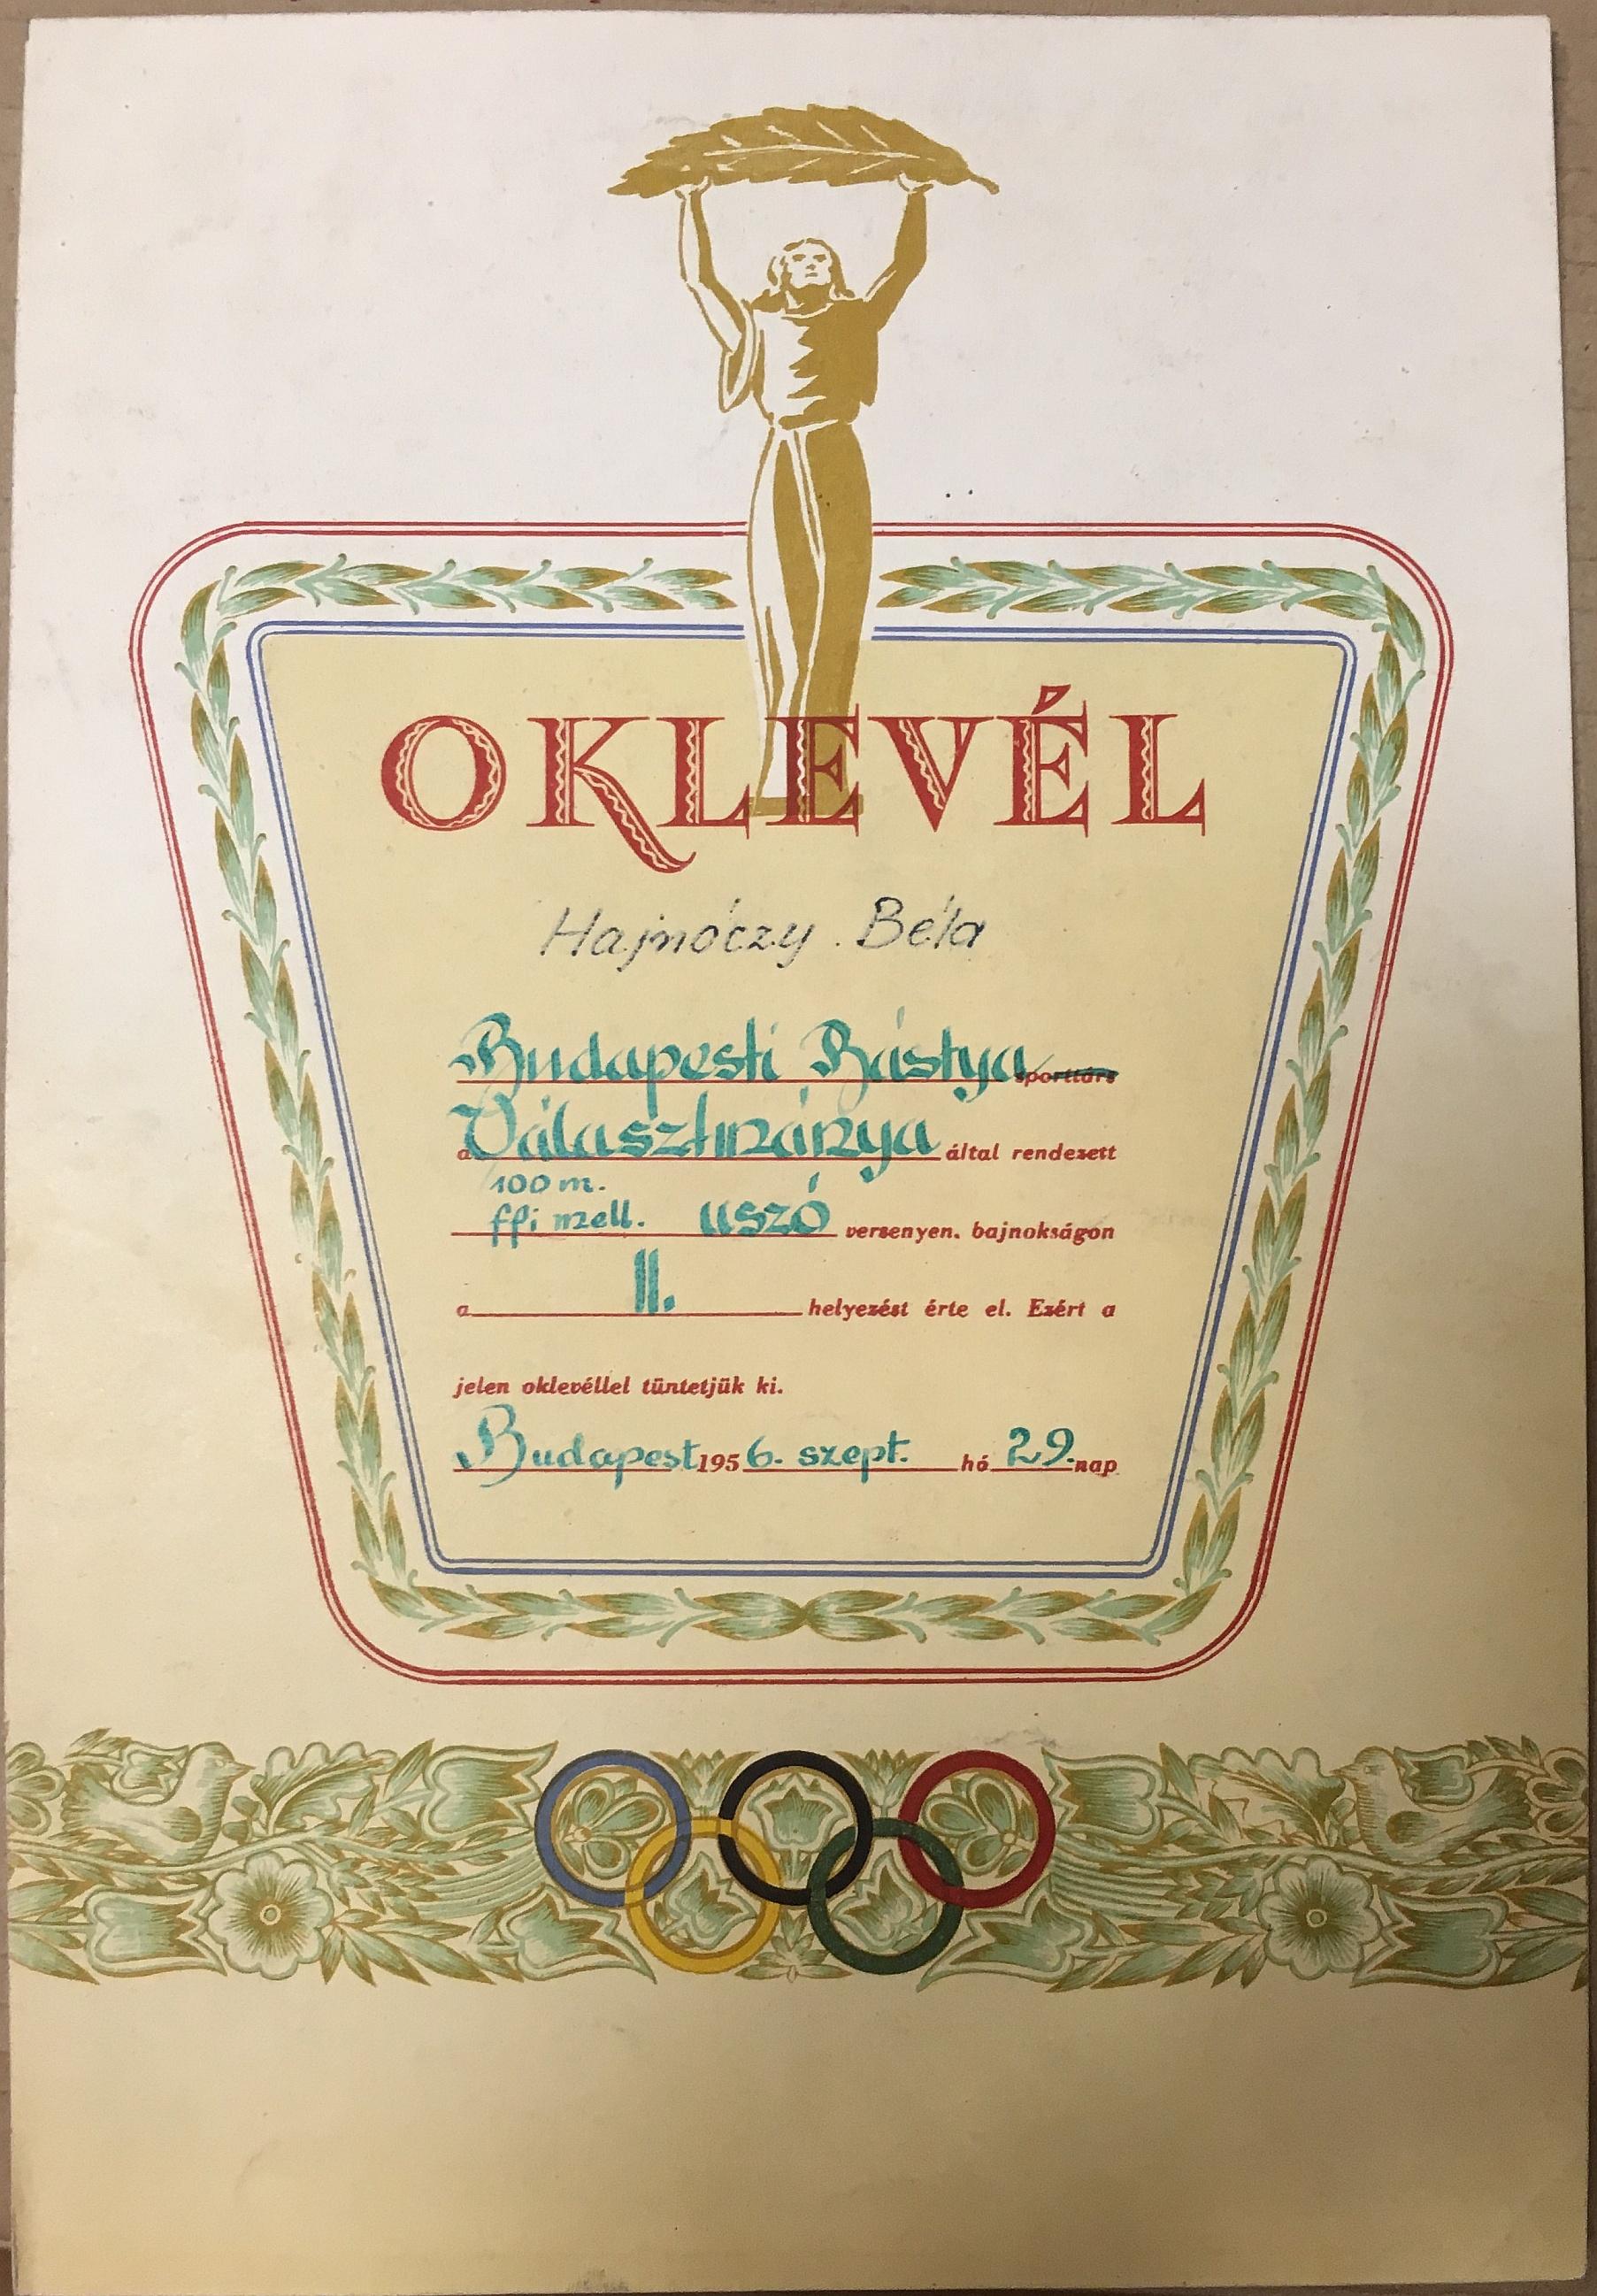 OKLEVÉL
Hajnóczy Béla
Budapesti Bástya sporttárs
a Választmánya által rendezett
100 m.
ffi mell. uszó versenyen. bajnokságon
a II. helyezést érte el. Ezért a
jelen oklevéllel tüntetjük ki.
Budapest 1956. szept. hó 29. nap